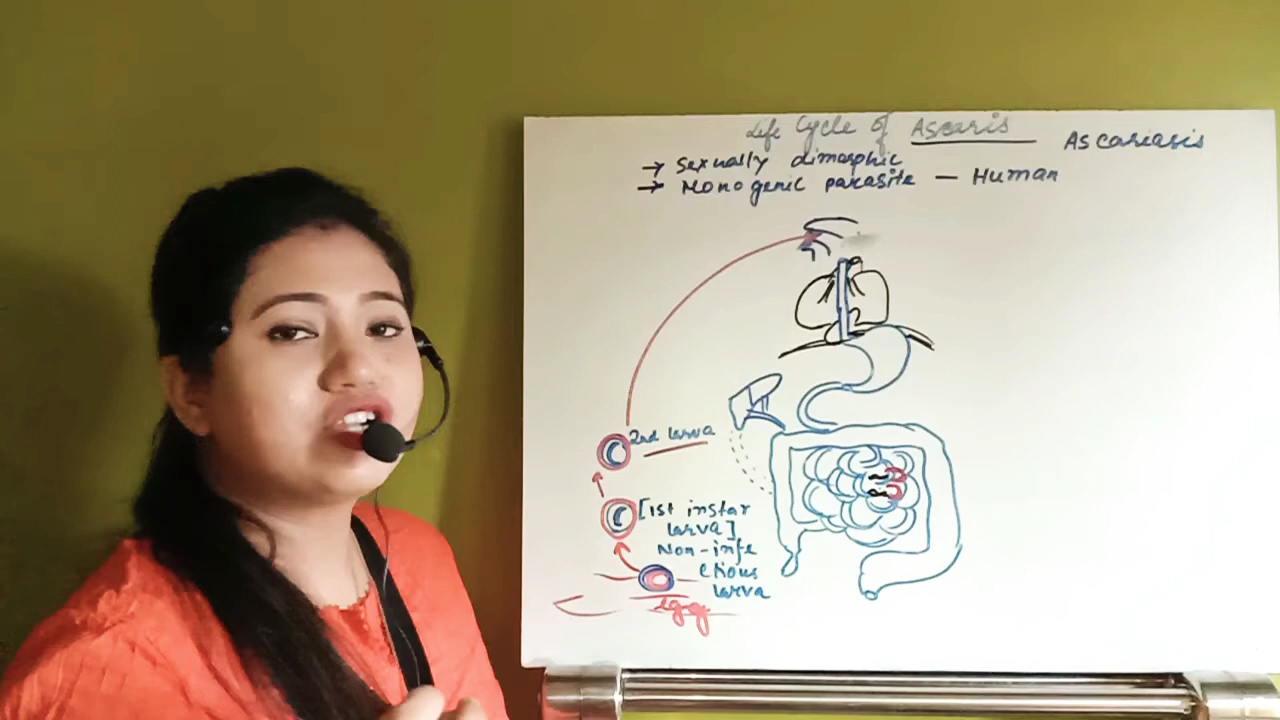 Life Cycle of Ascaris Ascariasis
→ Sexually dimorphic
→ Monogenic parasite — Human
2nd larva
[1st instar
larva]
Non-infe
ctious
larva
Egg